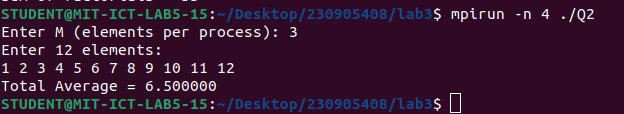 STUDENT@MIT-ICT-LAB5-15:~/Desktop/230905408/lab3$ mpirun -n 4 ./Q2
Enter M (elements per process): 3
Enter 12 elements:
1 2 3 4 5 6 7 8 9 10 11 12
Total Average = 6.500000
STUDENT@MIT-ICT-LAB5-15:~/Desktop/230905408/lab3$